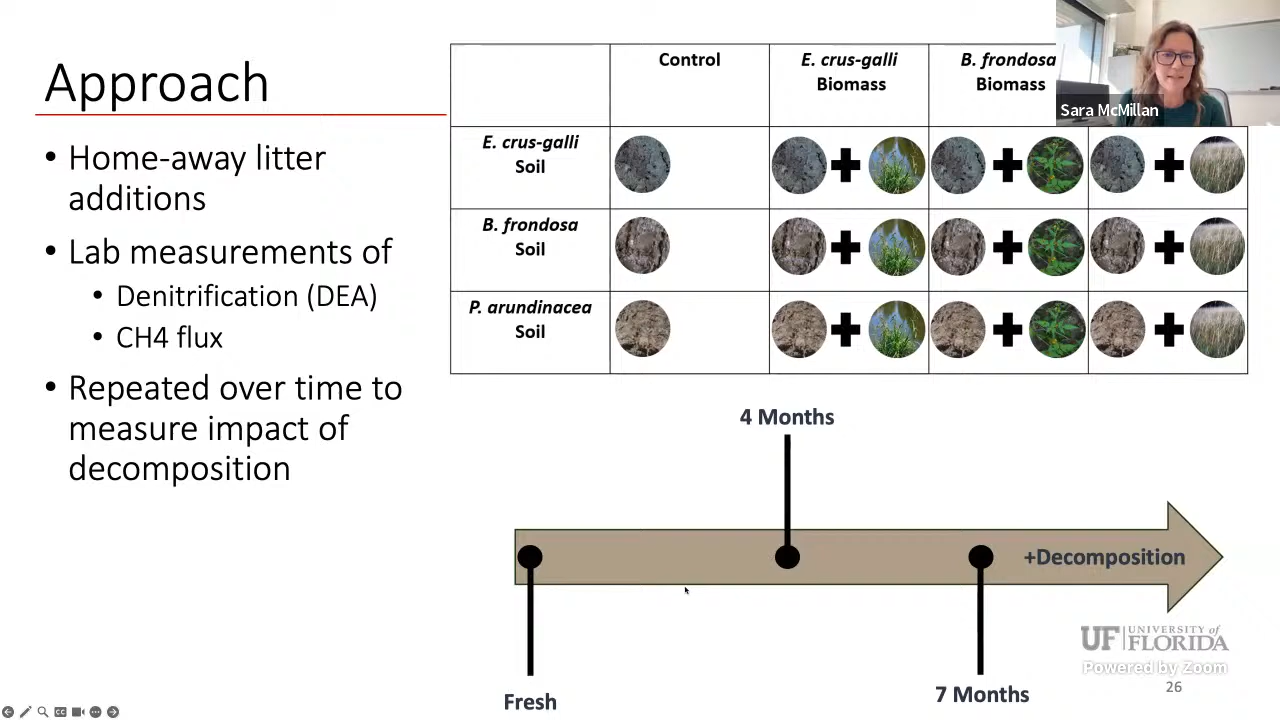 Approach
• Home-away litter
additions
• Lab measurements of
• Denitrification (DEA)
• CH4 flux
• Repeated over time to
measure impact of
decomposition
Control
E. crus-galli
Biomass
B. frondosa
Biomass
Sara McMillan
E. crus-galli
Soil
B. frondosa
Soil
P. arundinacea
Soil
4 Months
+Decomposition
Fresh
7 Months
UF UNIVERSITY of
FLORIDA
Powered by Zoom
26